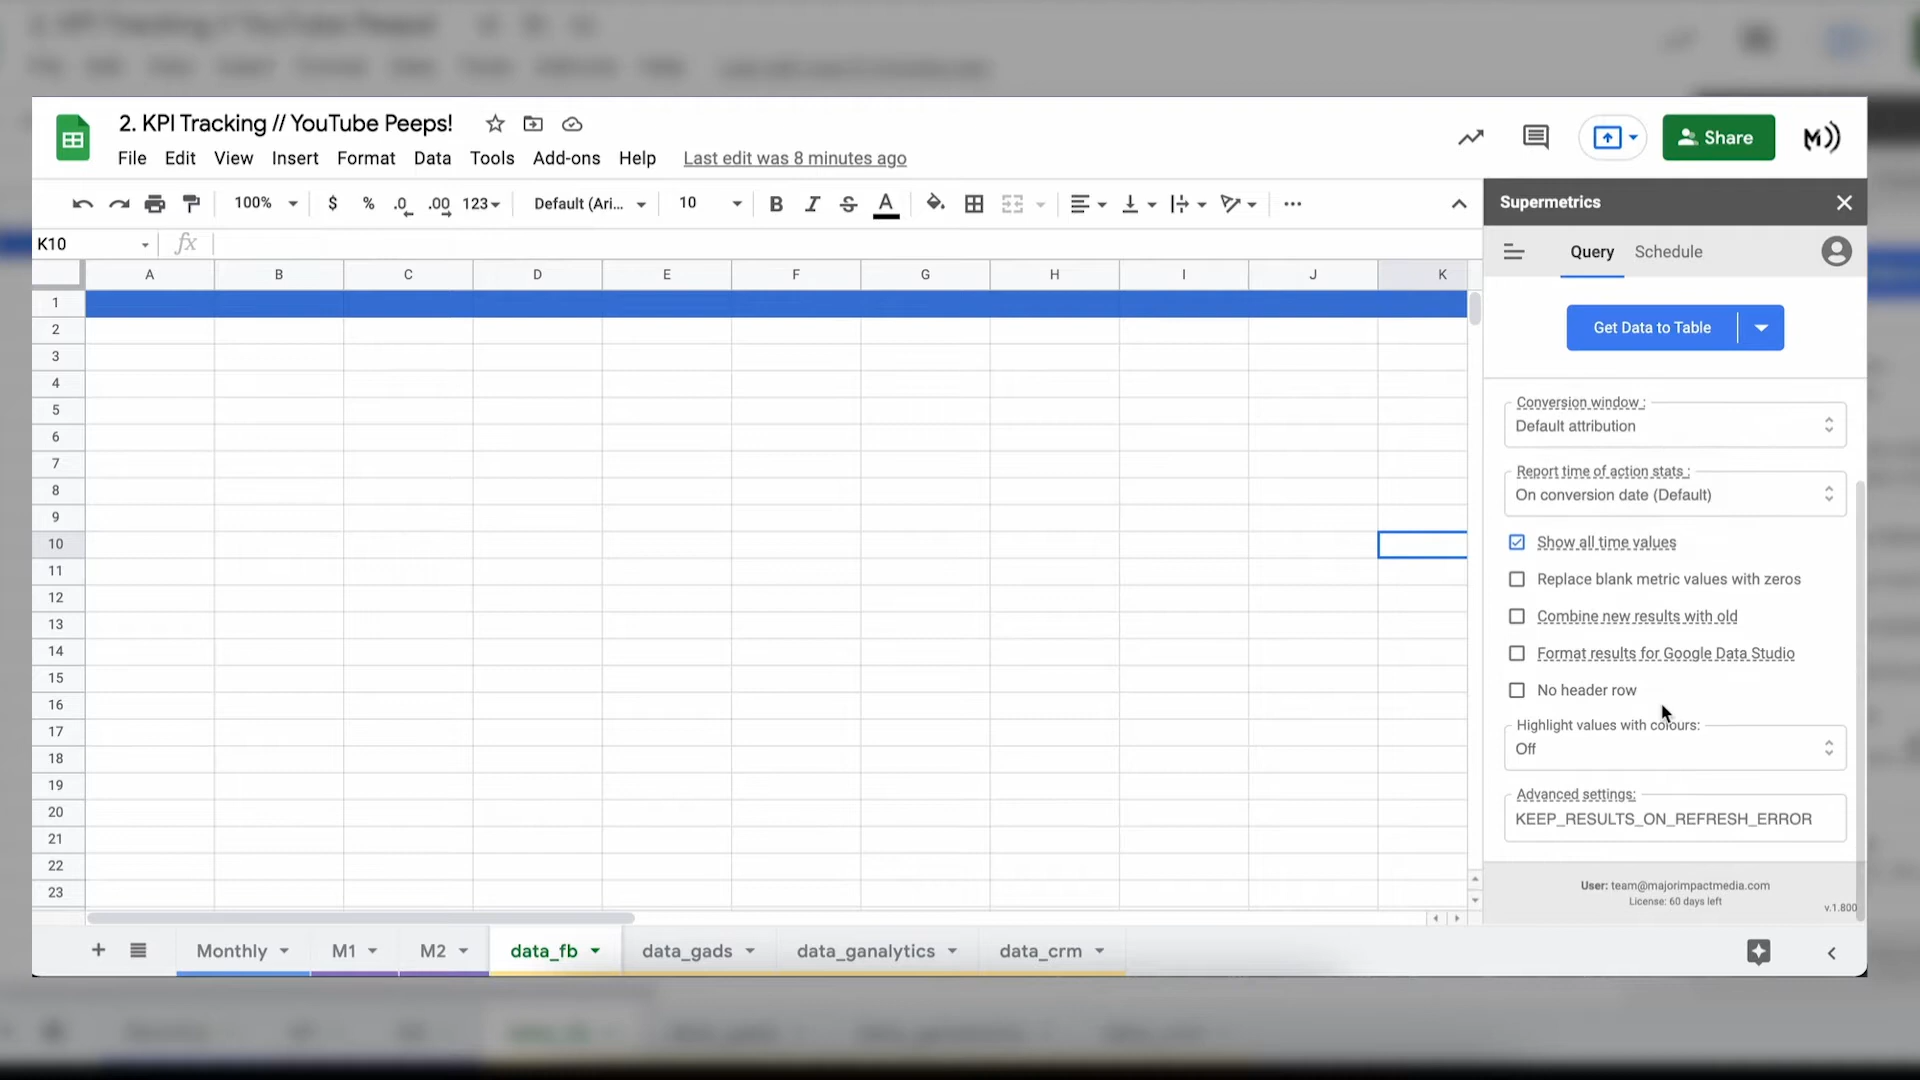 2. KPI Tracking // YouTube Peeps!
File Edit View Insert Format Data Tools Add-ons Help Last edit was 8 minutes ago
Share
M))
100% $ % .0 .00 123 Default (Ari... 10 B I S A
K10 fx
A B C D E F G H I J K
1
2
3
4
5
6
7
8
9
10
11
12
13
14
15
16
17
18
19
20
21
22
23
Supermetrics
Query Schedule
Get Data to Table
Conversion window :
Default attribution
Report time of action stats :
On conversion date (Default)
Show all time values
Replace blank metric values with zeros
Combine new results with old
Format results for Google Data Studio
No header row
Highlight values with colours:
Off
Advanced settings:
KEEP_RESULTS_ON_REFRESH_ERROR
User: team@majorimpactmedia.com
License: 60 days left
v.1.800
Monthly M1 M2 data_fb data_gads data_ganalytics data_crm